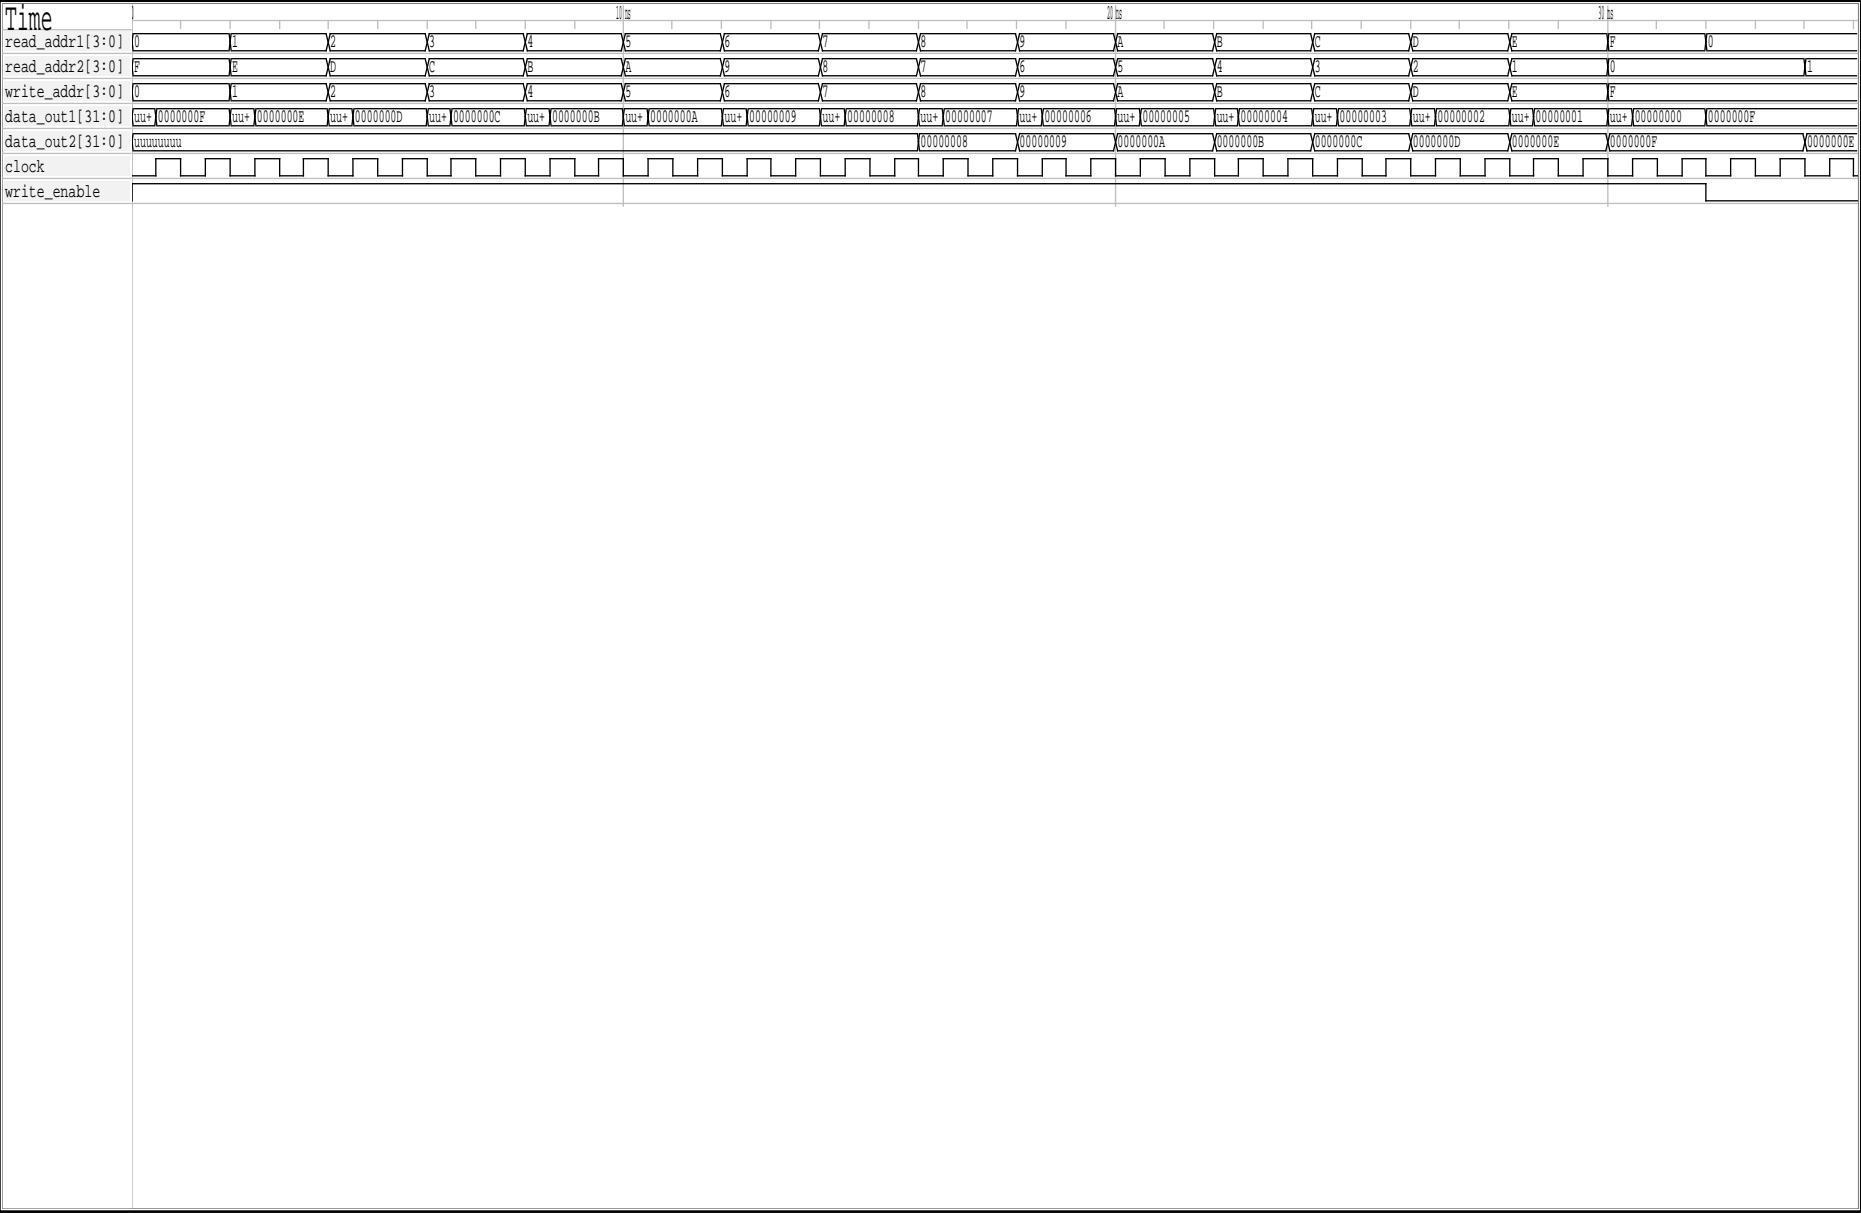 Time
10 ns 20 ns 30 ns
read_addr1[3:0] 0 1 2 3 4 5 6 7 8 9 A B C D E F 0
read_addr2[3:0] F E D C B A 9 8 7 6 5 4 3 2 1 0 1
write_addr[3:0] 0 1 2 3 4 5 6 7 8 9 A B C D E F
data_out1[31:0] uu+ 0000000F uu+ 0000000E uu+ 0000000D uu+ 0000000C uu+ 0000000B uu+ 0000000A uu+ 00000009 uu+ 00000008 uu+ 00000007 uu+ 00000006 uu+ 00000005 uu+ 00000004 uu+ 00000003 uu+ 00000002 uu+ 00000001 uu+ 00000000 0000000F
data_out2[31:0] uuuuuuuu 00000008 00000009 0000000A 0000000B 0000000C 0000000D 0000000E 0000000F 0000000E
clock
write_enable